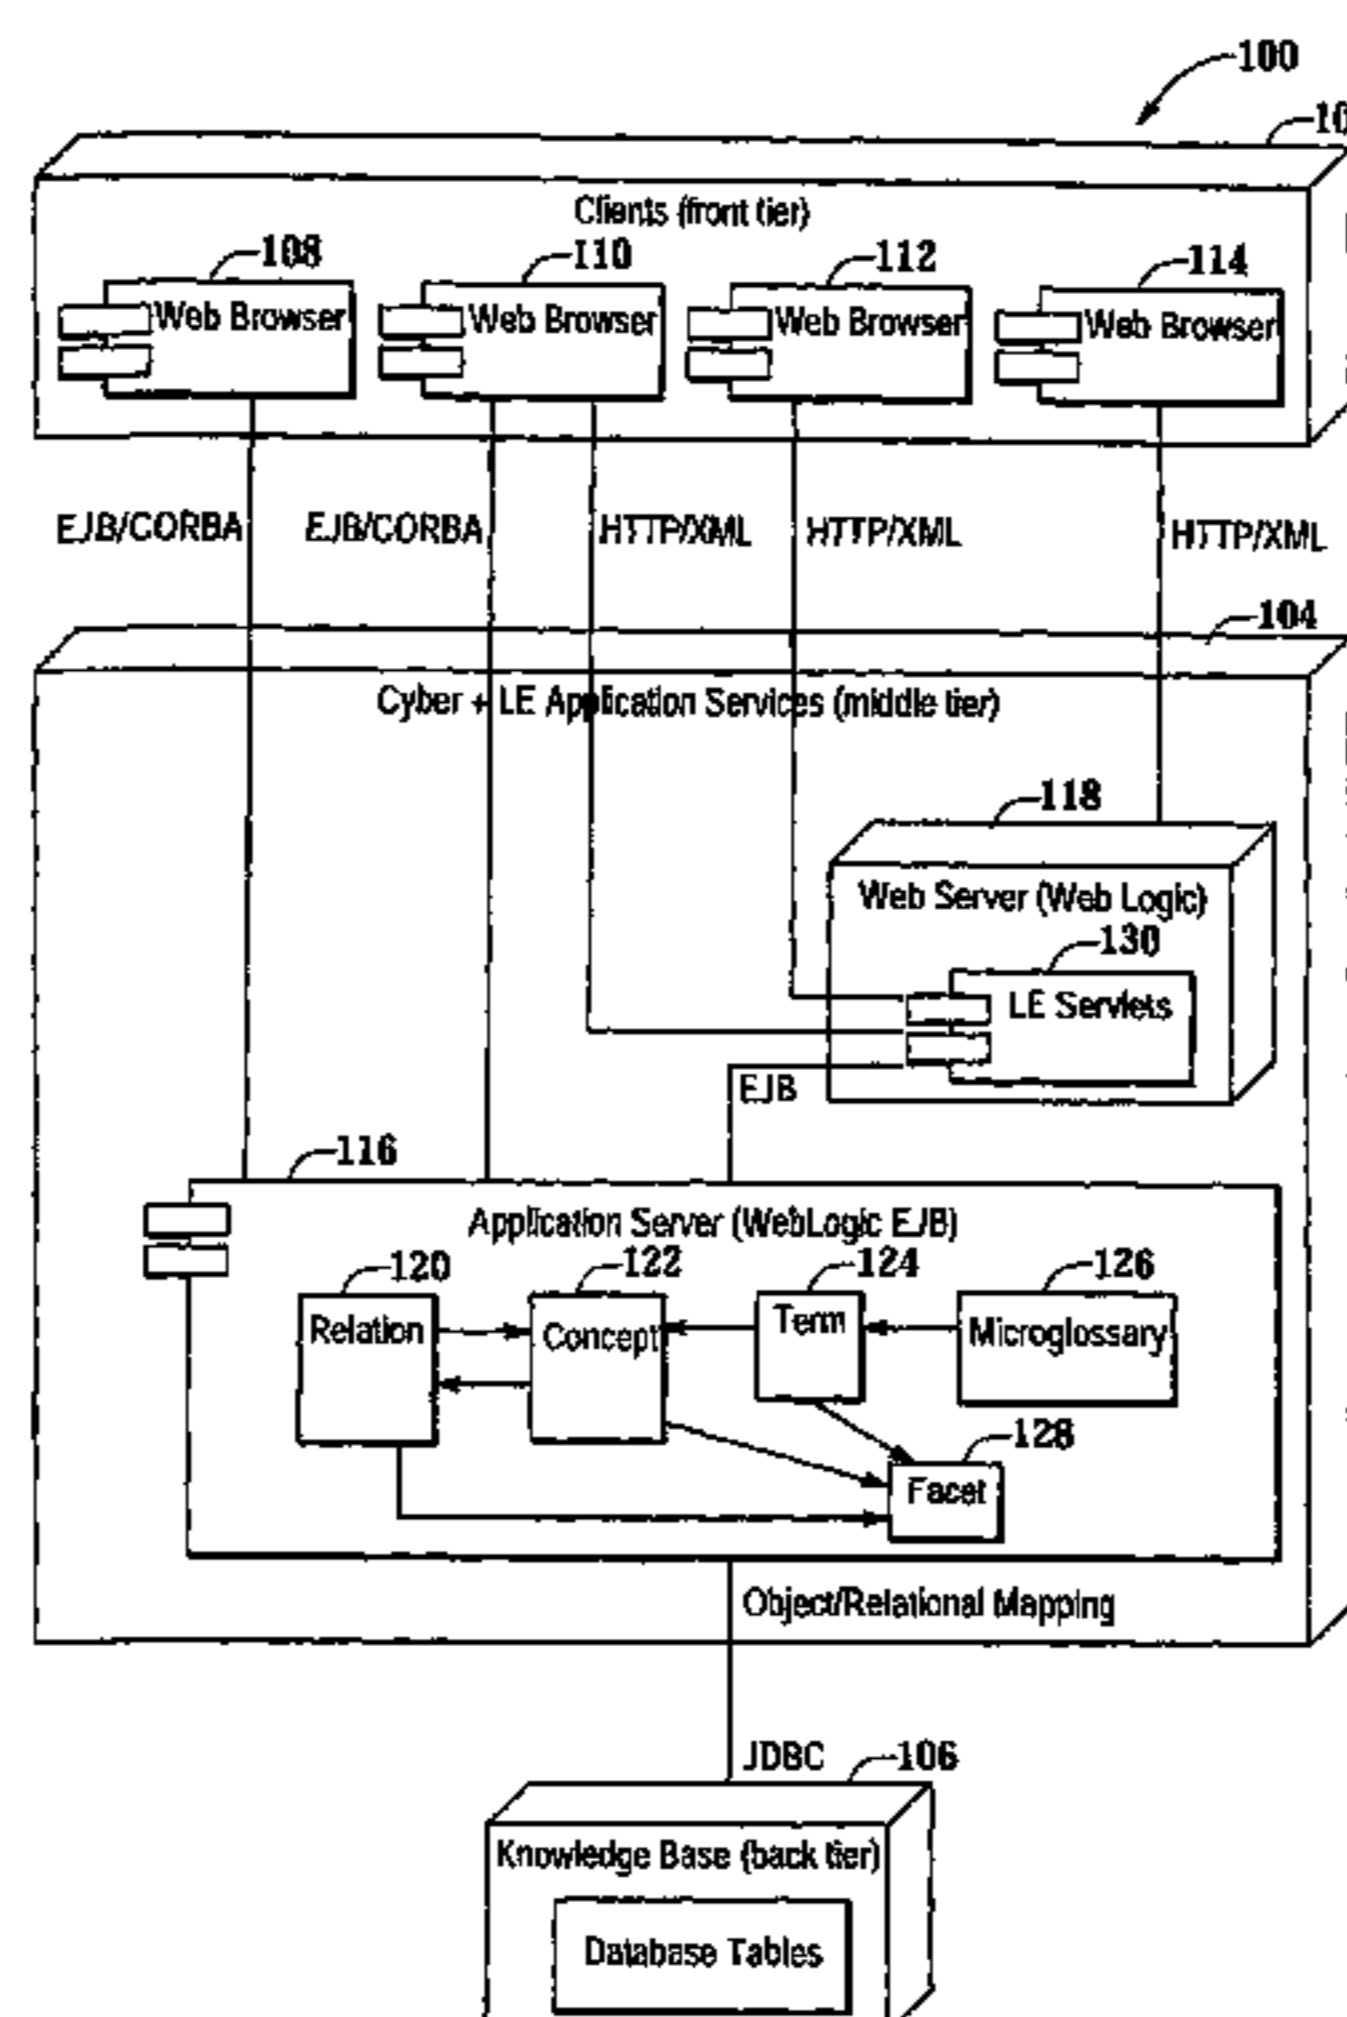 100
Clients (front tier)
108
110
112
114
Web Browser
Web Browser
Web Browser
Web Browser
EJB/CORBA
EJB/CORBA
HTTP/XML
HTTP/XML
HTTP/XML
104
Cyber + LE Application Services (middle tier)
118
Web Server (Web Logic)
130
LE Servlets
EJB
116
Application Server (WebLogic EJB)
120
122
124
126
Relation
Concept
Term
Microglossary
128
Facet
Object/Relational Mapping
JDBC
106
Knowledge Base (back tier)
Database Tables